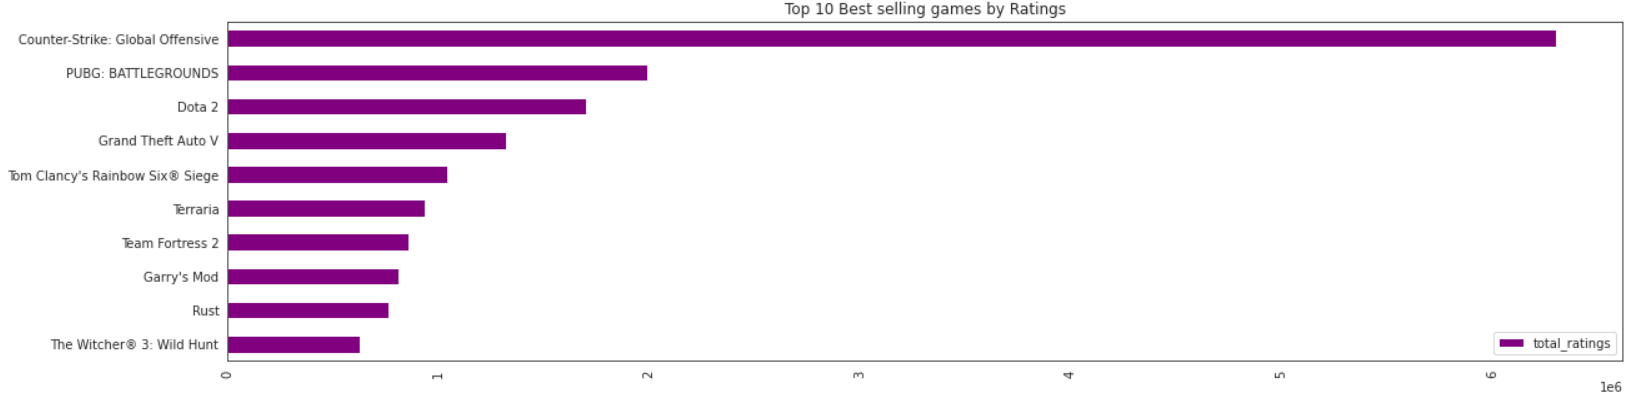 Top 10 Best selling games by Ratings
Counter-Strike: Global Offensive
PUBG: BATTLEGROUNDS
Dota 2
Grand Theft Auto V
Tom Clancy's Rainbow Six® Siege
Terraria
Team Fortress 2
Garry's Mod
Rust
The Witcher® 3: Wild Hunt
total_ratings
0 1 2 3 4 5 6
1e6